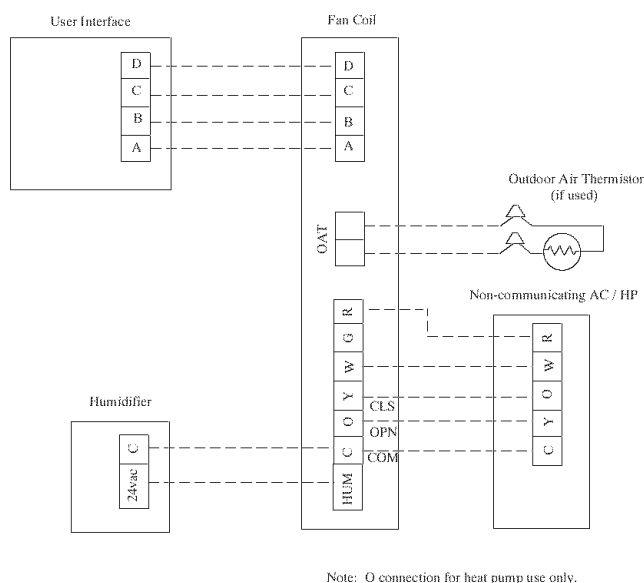 User Interface
Fan Coil
D
C
B
A
D
C
B
A
Outdoor Air Thermistor
(if used)
OAT
Non-communicating AC / HP
R
G
W
Y
O
C
HUM
CLS
OPN
COM
R
W
O
Y
C
Humidifier
C
24vac
Note: O connection for heat pump use only.